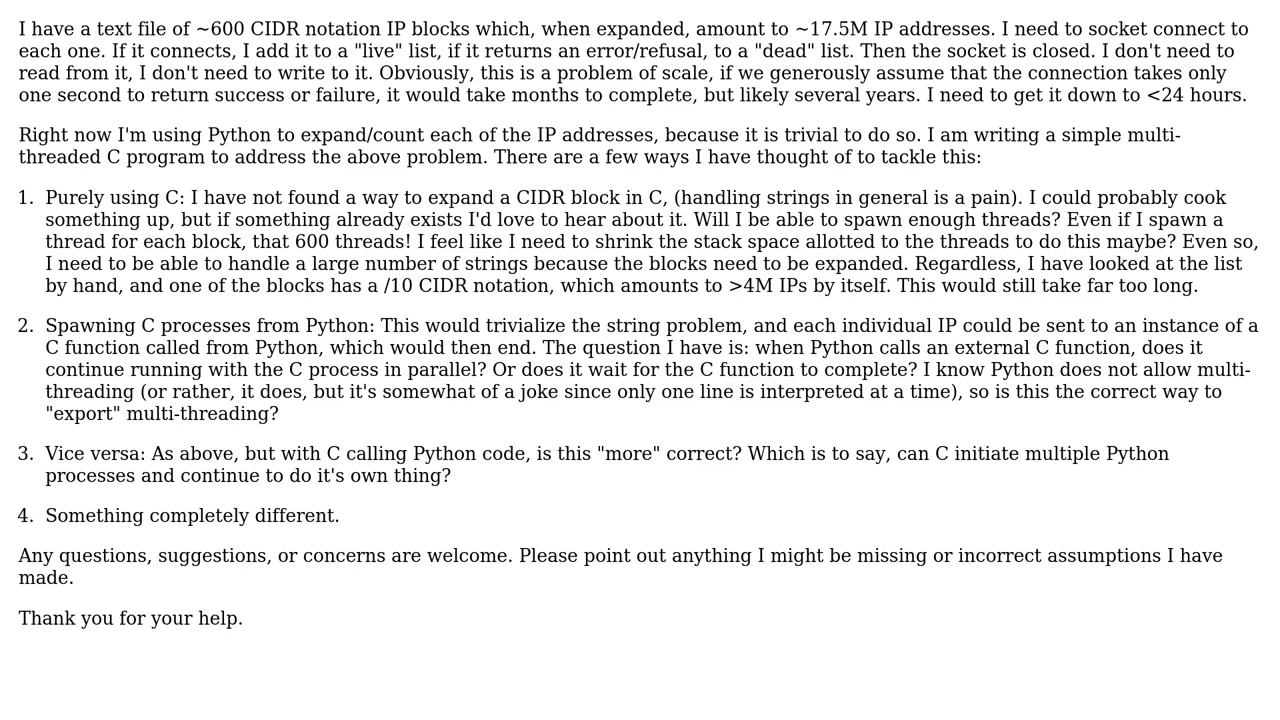 I have a text file of ~600 CIDR notation IP blocks which, when expanded, amount to ~17.5M IP addresses. I need to socket connect to
each one. If it connects, I add it to a "live" list, if it returns an error/refusal, to a "dead" list. Then the socket is closed. I don't need to
read from it, I don't need to write to it. Obviously, this is a problem of scale, if we generously assume that the connection takes only
one second to return success or failure, it would take months to complete, but likely several years. I need to get it down to <24 hours.
Right now I'm using Python to expand/count each of the IP addresses, because it is trivial to do so. I am writing a simple multi-
threaded C program to address the above problem. There are a few ways I have thought of to tackle this:
1. Purely using C: I have not found a way to expand a CIDR block in C, (handling strings in general is a pain). I could probably cook
something up, but if something already exists I'd love to hear about it. Will I be able to spawn enough threads? Even if I spawn a
thread for each block, that 600 threads! I feel like I need to shrink the stack space allotted to the threads to do this maybe? Even so,
I need to be able to handle a large number of strings because the blocks need to be expanded. Regardless, I have looked at the list
by hand, and one of the blocks has a /10 CIDR notation, which amounts to >4M IPs by itself. This would still take far too long.
2. Spawning C processes from Python: This would trivialize the string problem, and each individual IP could be sent to an instance of a
C function called from Python, which would then end. The question I have is: when Python calls an external C function, does it
continue running with the C process in parallel? Or does it wait for the C function to complete? I know Python does not allow multi-
threading (or rather, it does, but it's somewhat of a joke since only one line is interpreted at a time), so is this the correct way to
"export" multi-threading?
3. Vice versa: As above, but with C calling Python code, is this "more" correct? Which is to say, can C initiate multiple Python
processes and continue to do it's own thing?
4. Something completely different.
Any questions, suggestions, or concerns are welcome. Please point out anything I might be missing or incorrect assumptions I have
made.
Thank you for your help.